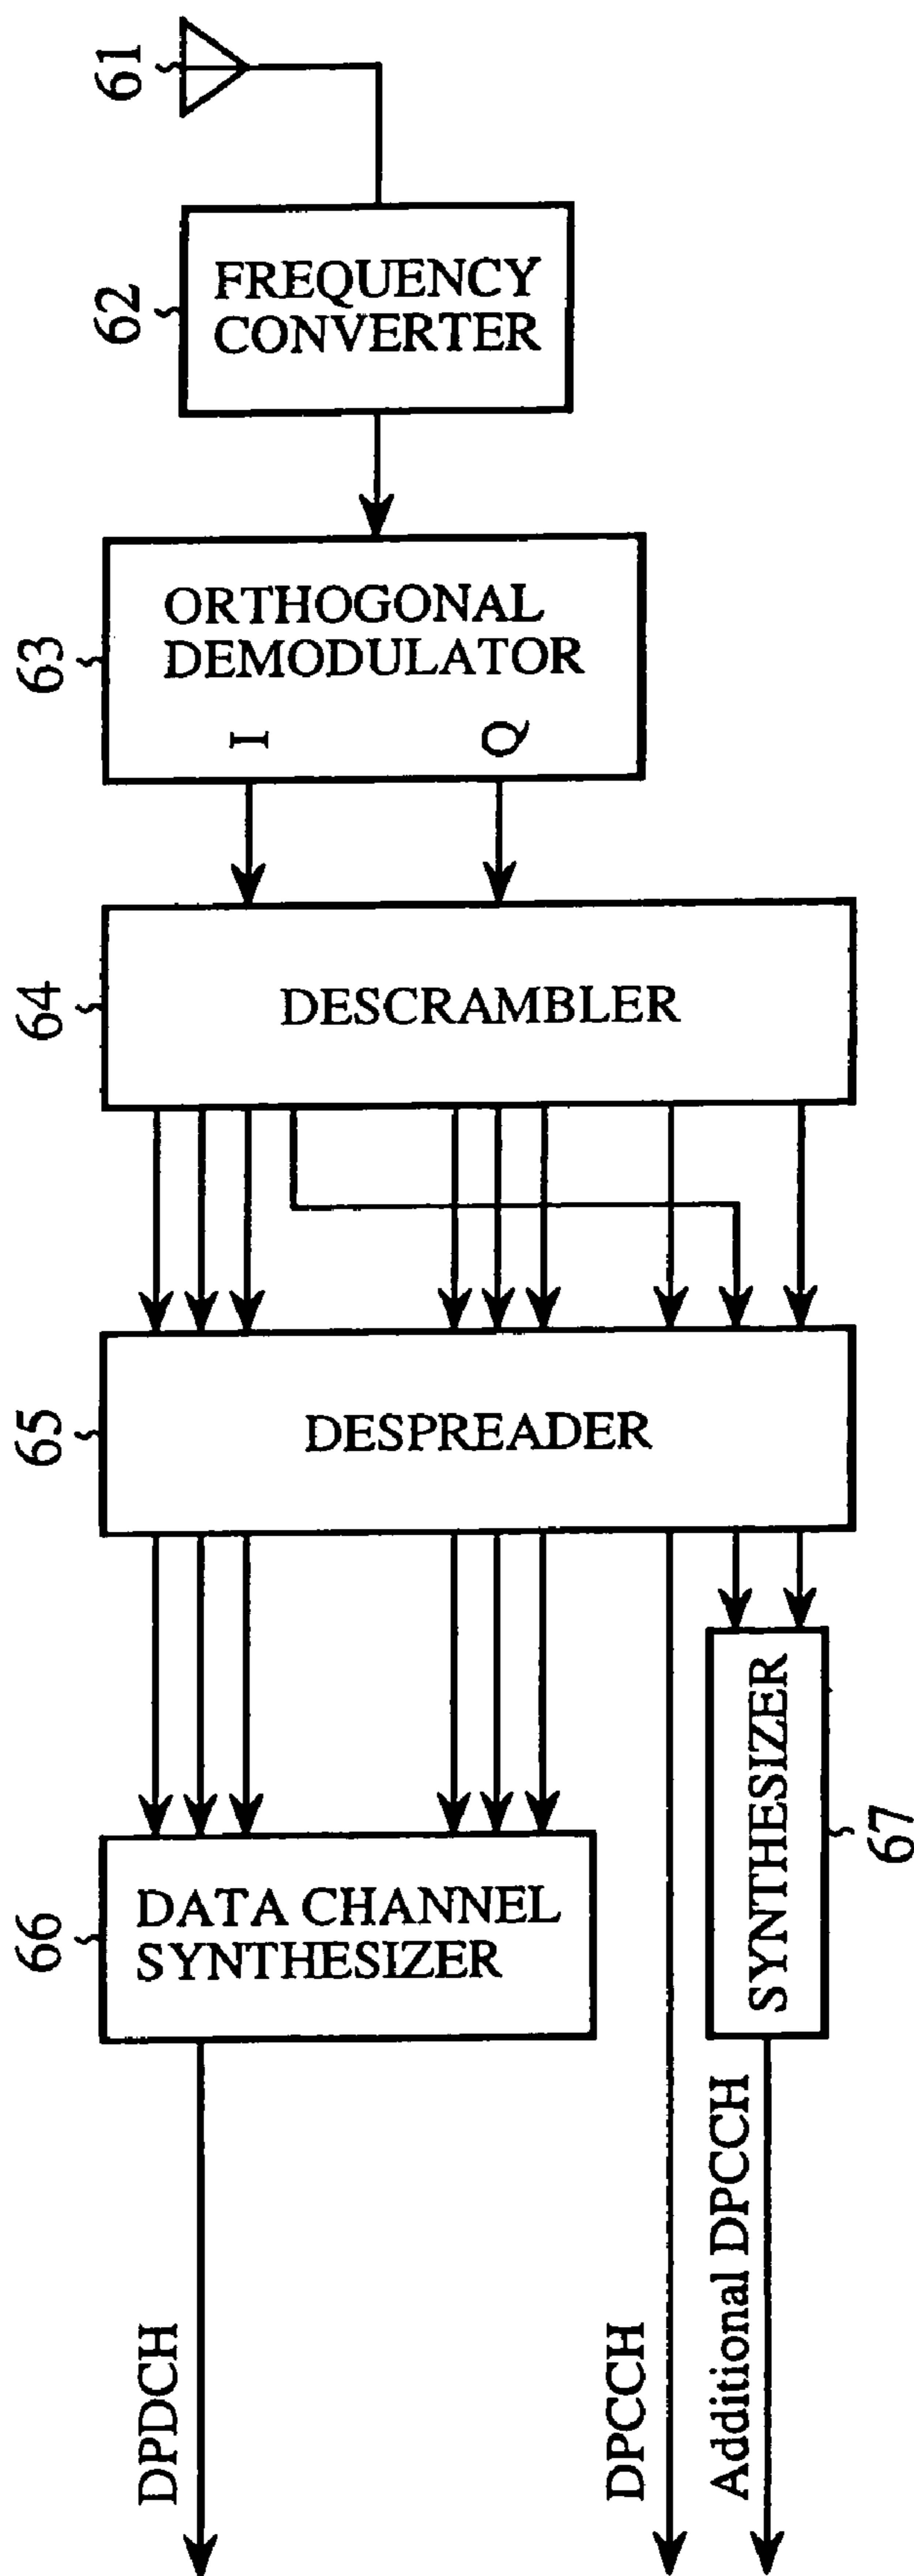 61
62
FREQUENCY
CONVERTER
63
ORTHOGONAL
DEMODULATOR
I
Q
64
DESCRAMBLER
65
DESPREADER
66
DATA CHANNEL
SYNTHESIZER
SYNTHESIZER
67
DPDCH
DPCCH
Additional DPCCH